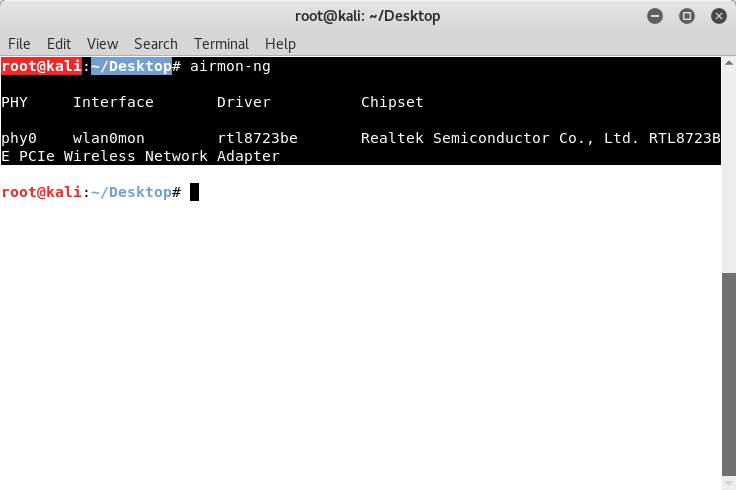 root@kali: ~/Desktop
File Edit View Search Terminal Help
root@kali:~/Desktop# airmon-ng
PHY Interface Driver Chipset
phy0 wlan0mon rtl8723be Realtek Semiconductor Co., Ltd. RTL8723B
E PCIe Wireless Network Adapter
root@kali:~/Desktop#